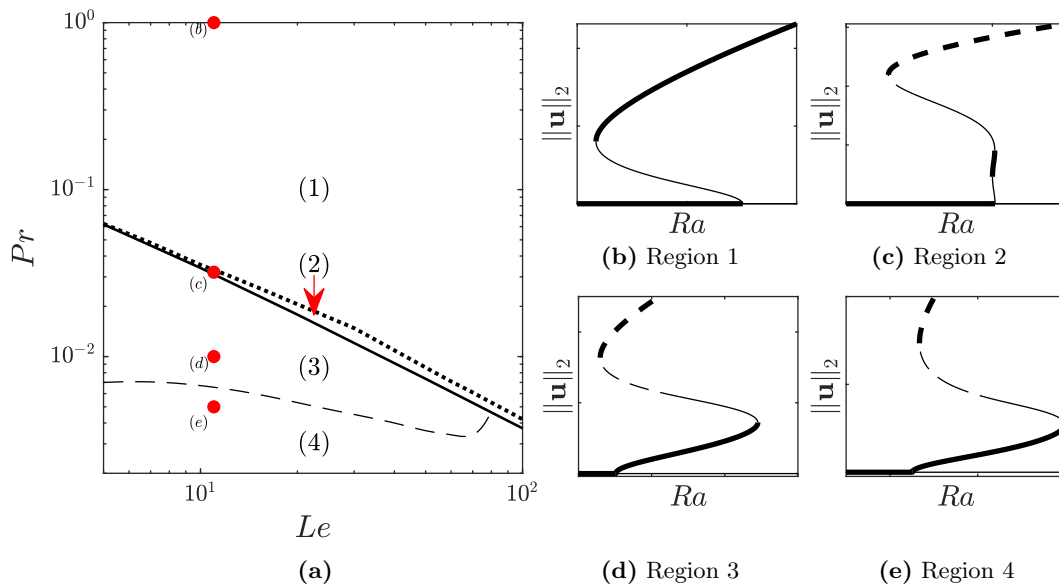 10^0
(b)
10^{-1}
(1)
Pr
(2)
(c)
10^{-2}
(d)
(3)
(e)
(4)
10^1
10^2
Le
(a)
||u||_2
Ra
(b) Region 1
||u||_2
Ra
(c) Region 2
||u||_2
Ra
(d) Region 3
||u||_2
Ra
(e) Region 4